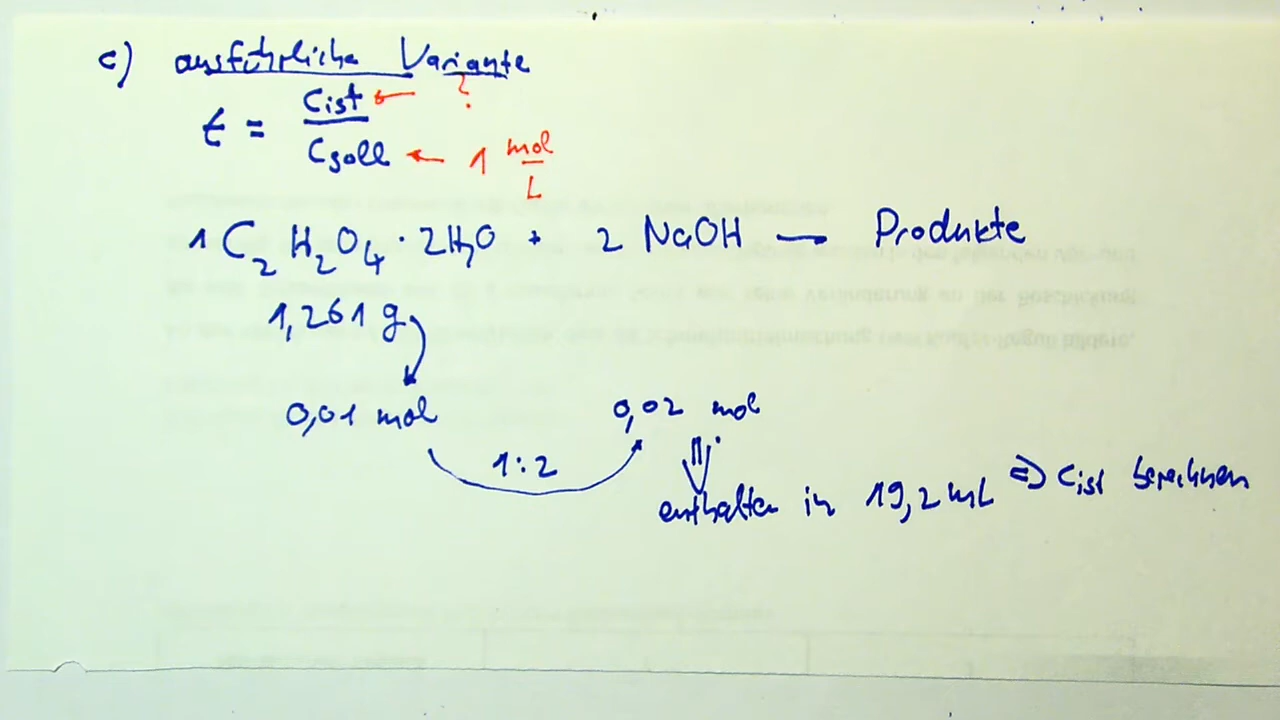 c) ausführliche Variante
t = Cist / Csoll ← ?
← 1 mol/L
1 C₂H₂O₄ · 2H₂O + 2 NaOH — Produkte
1,261 g
0,01 mol 0,02 mol
1:2
enthalten in 19,2 mL ⇒ Cist berechnen